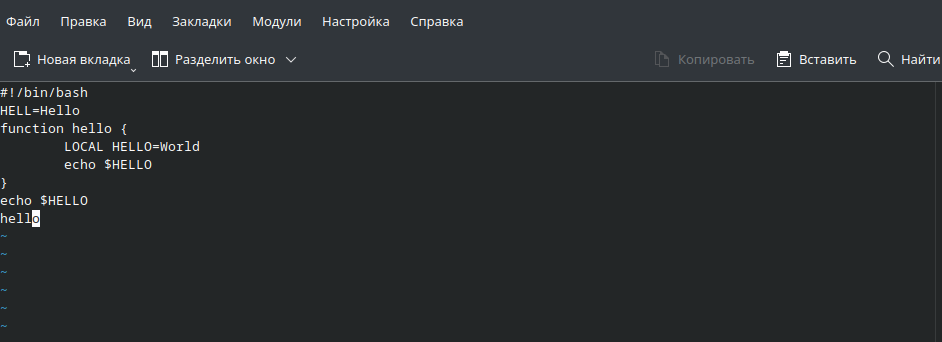 Файл Правка Вид Закладки Модули Настройка Справка
Новая вкладка Разделить окно Копировать Вставить Найти
#!/bin/bash
HELL=Hello
function hello {
        LOCAL HELLO=World
        echo $HELLO
}
echo $HELLO
hello
~
~
~
~
~
~